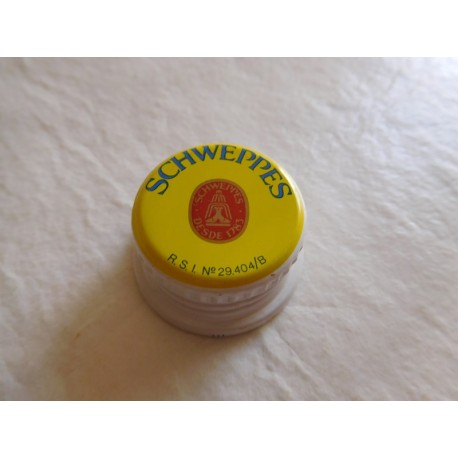 SCHWEPPES
SCHWEPPES
DESDE 1783
R.S.I. Nº 29.404/B